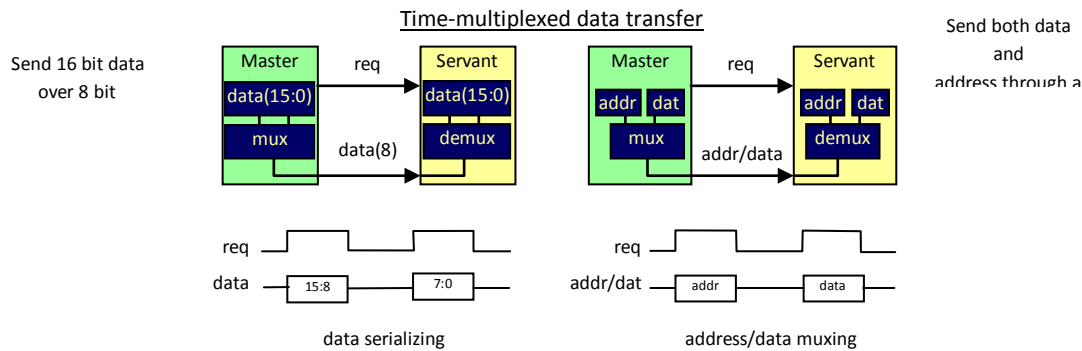 Time-multiplexed data transfer
Send 16 bit data
over 8 bit
Master
req
Servant
data(15:0)
data(15:0)
mux
demux
data(8)
Master
req
Servant
addr
dat
addr
dat
mux
demux
addr/data
Send both data
and
address through a
req
data
15:8
7:0
data serializing
req
addr/dat
addr
data
address/data muxing